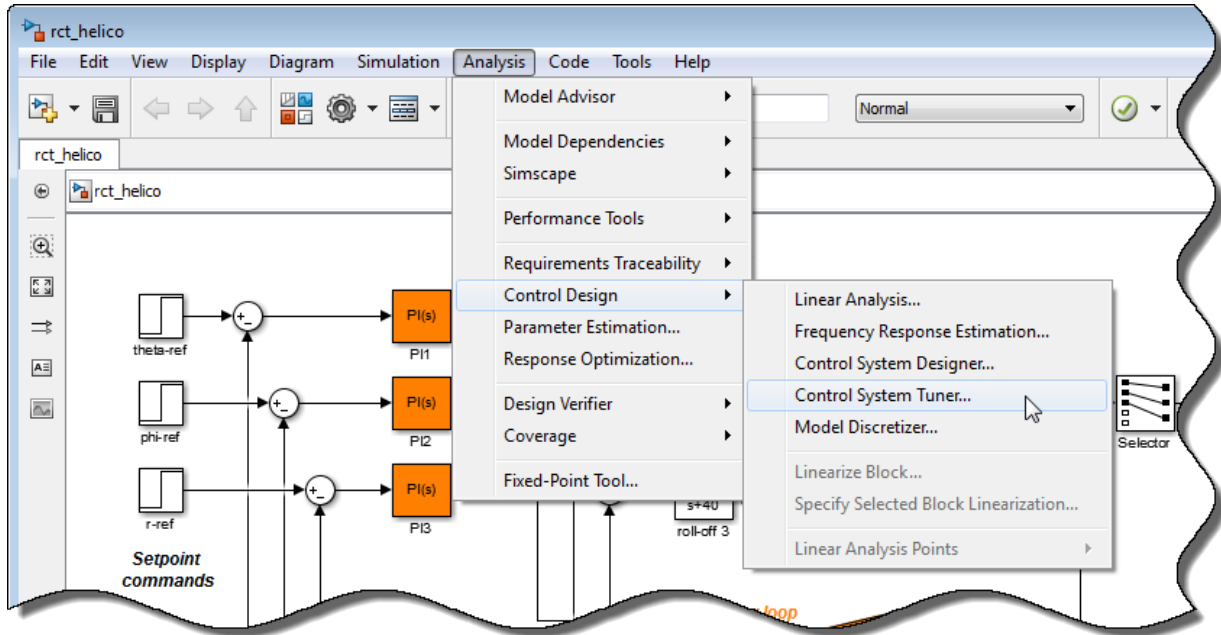 rct_helico
File Edit View Display Diagram Simulation Analysis Code Tools Help
Normal
rct_helico
rct_helico
Model Advisor
Model Dependencies
Simscape
Performance Tools
Requirements Traceability
Control Design
Parameter Estimation...
Response Optimization...
Design Verifier
Coverage
Fixed-Point Tool...
Linear Analysis...
Frequency Response Estimation...
Control System Designer...
Control System Tuner...
Model Discretizer...
Linearize Block...
Specify Selected Block Linearization...
Linear Analysis Points
theta-ref
PI(s)
PI1
phi-ref
PI(s)
PI2
r-ref
PI(s)
PI3
s+40
roll-off 3
Selector
Setpoint
commands
loop